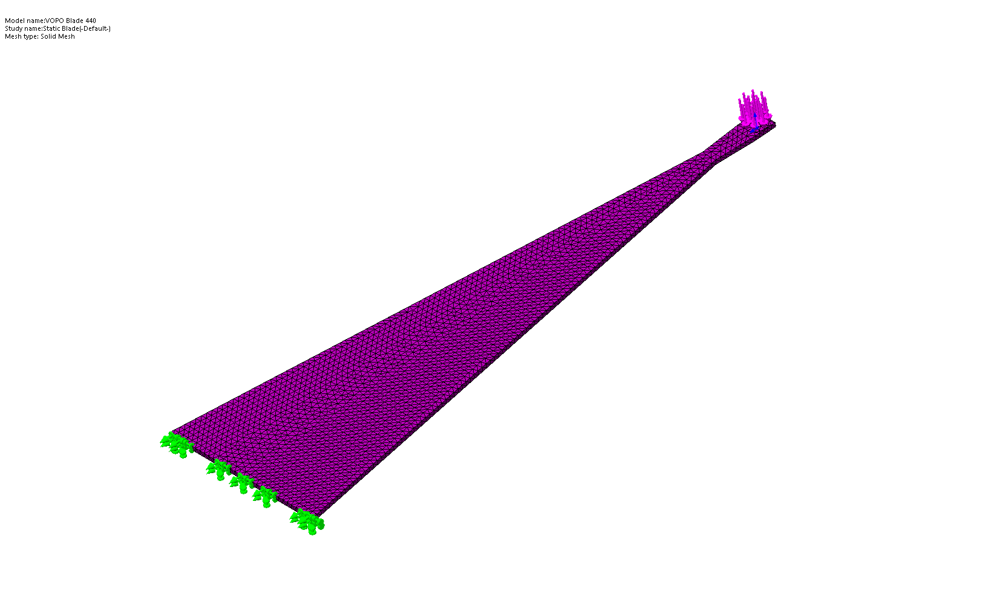 Model name:VOPO Blade 440
Study name:Static Blade(-Default-)
Mesh type: Solid Mesh